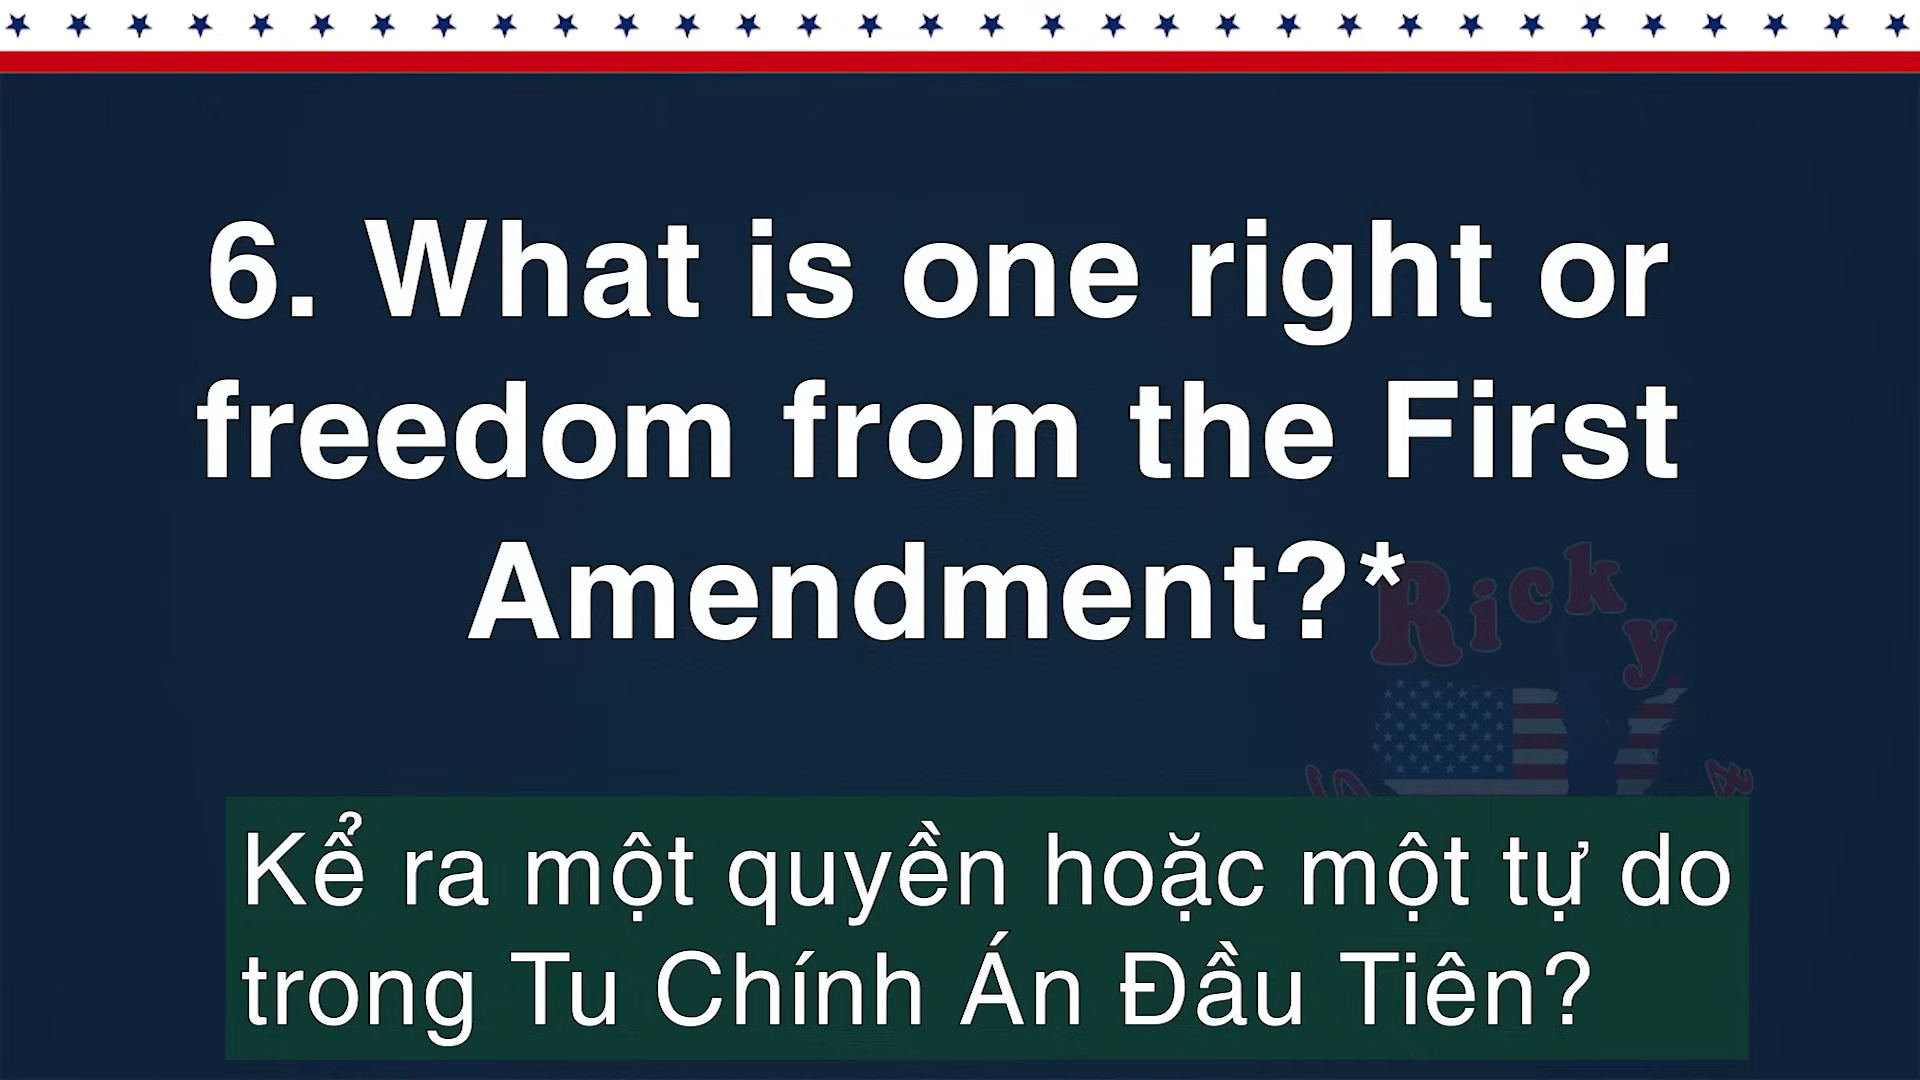 6. What is one right or
freedom from the First
Amendment?*
Ricky
Kể ra một quyền hoặc một tự do
trong Tu Chính Án Đầu Tiên?